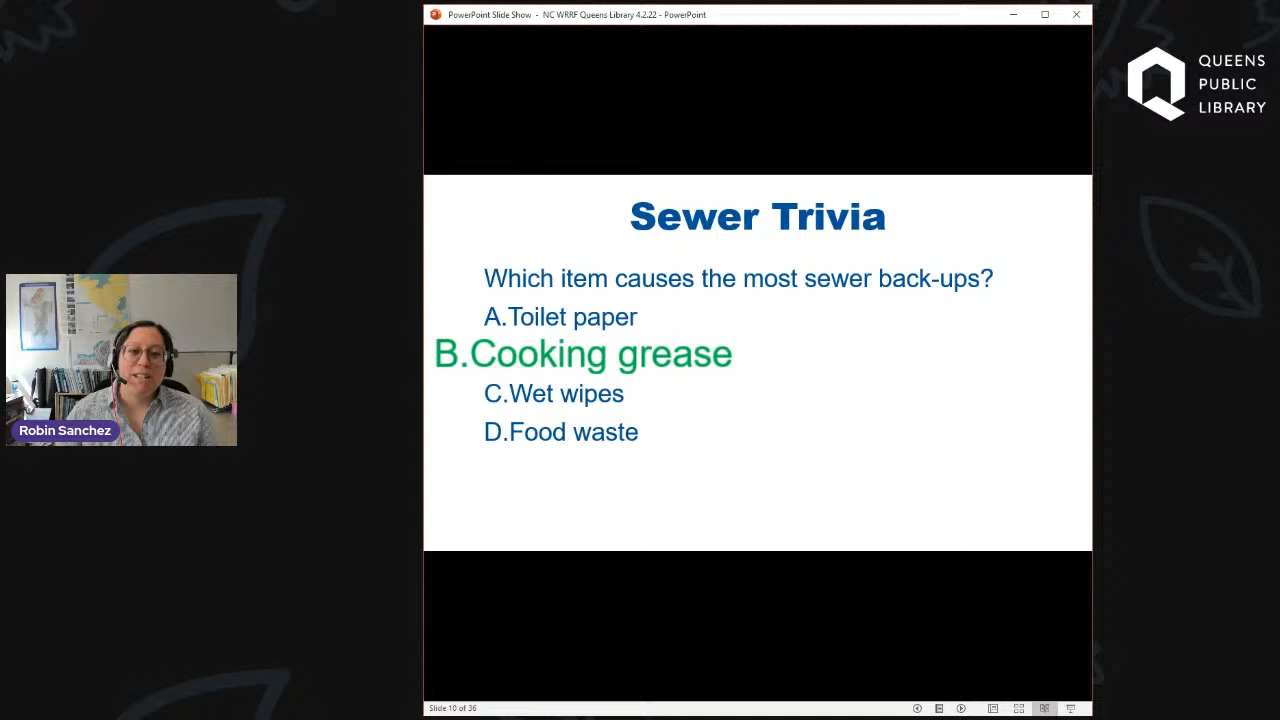 PowerPoint Slide Show - NC WRRF Queens Library 4.2.22 - PowerPoint
QUEENS
PUBLIC
LIBRARY
Sewer Trivia
Which item causes the most sewer back-ups?
A.Toilet paper
B.Cooking grease
C.Wet wipes
D.Food waste
Robin Sanchez
Slide 10 of 36